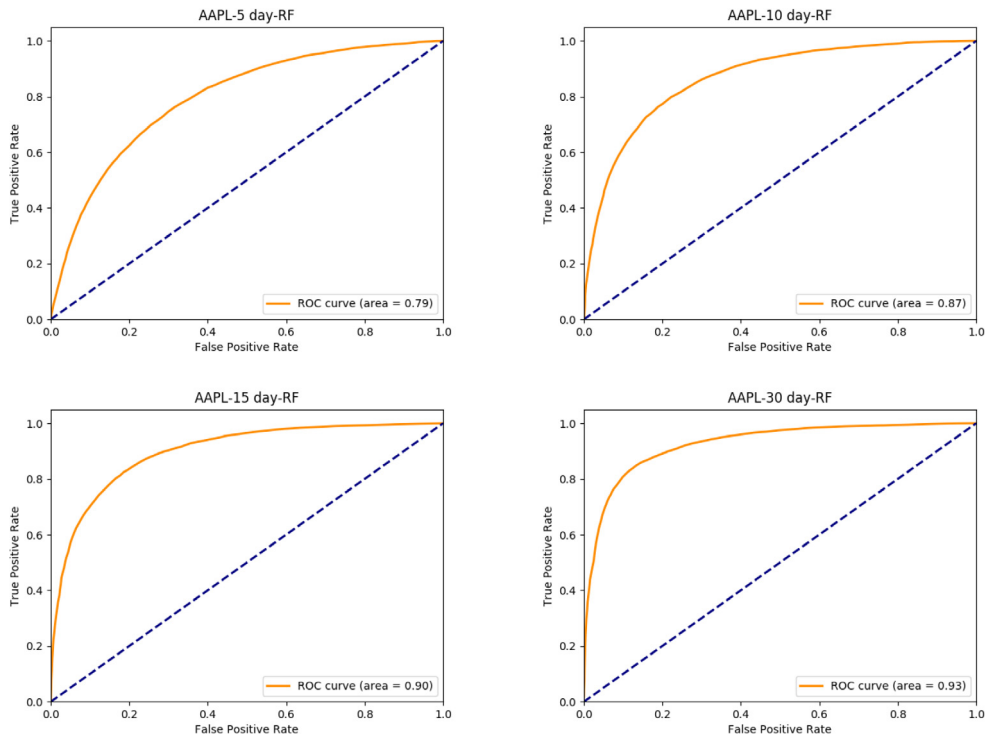 AAPL-5 day-RF
1.0
0.8
0.6
0.4
0.2
0.0
True Positive Rate
0.0 0.2 0.4 0.6 0.8 1.0
False Positive Rate
ROC curve (area = 0.79)
AAPL-10 day-RF
1.0
0.8
0.6
0.4
0.2
0.0
True Positive Rate
0.0 0.2 0.4 0.6 0.8 1.0
False Positive Rate
ROC curve (area = 0.87)
AAPL-15 day-RF
1.0
0.8
0.6
0.4
0.2
0.0
True Positive Rate
0.0 0.2 0.4 0.6 0.8 1.0
False Positive Rate
ROC curve (area = 0.90)
AAPL-30 day-RF
1.0
0.8
0.6
0.4
0.2
0.0
True Positive Rate
0.0 0.2 0.4 0.6 0.8 1.0
False Positive Rate
ROC curve (area = 0.93)